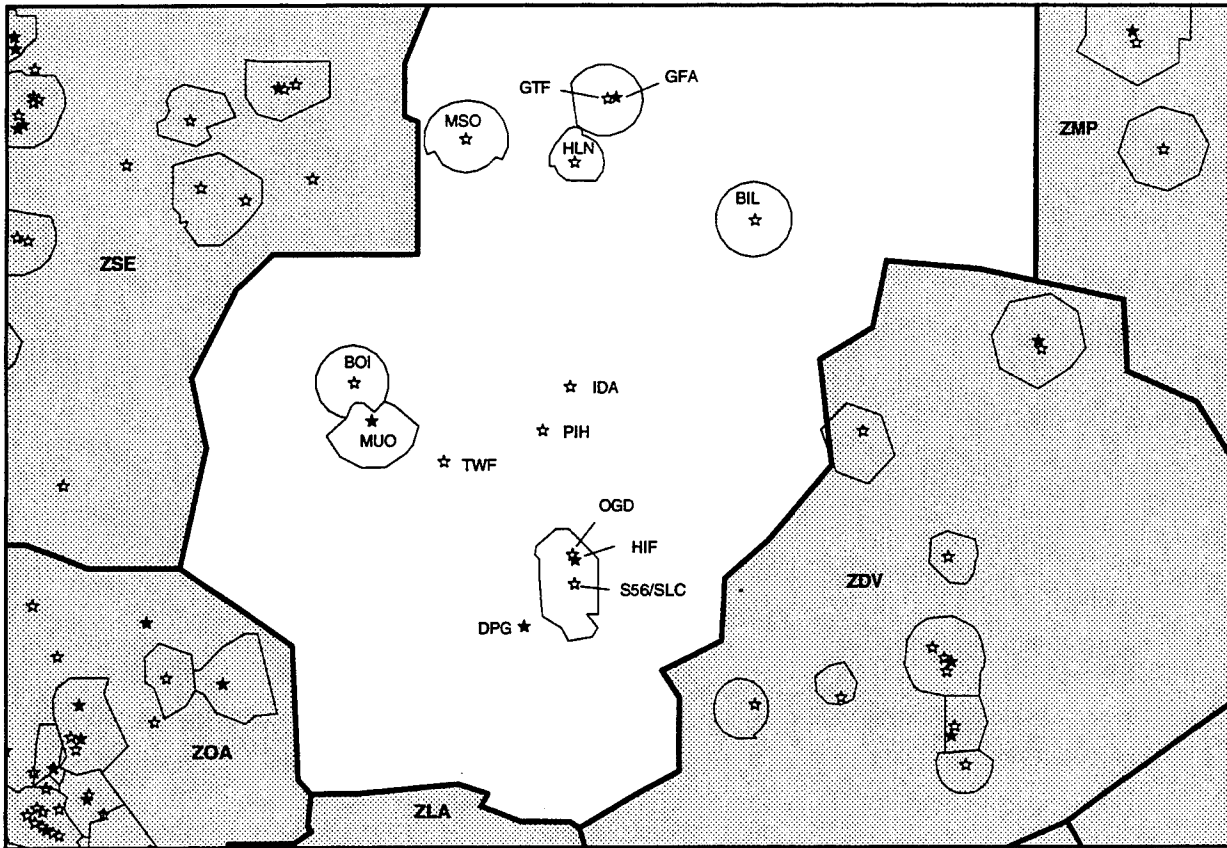 GTF
GFA
MSO
HLN
ZMP
BIL
ZSE
BOI
IDA
MUO
PIH
TWF
OGD
HIF
S56/SLC
ZDV
DPG
ZOA
ZLA